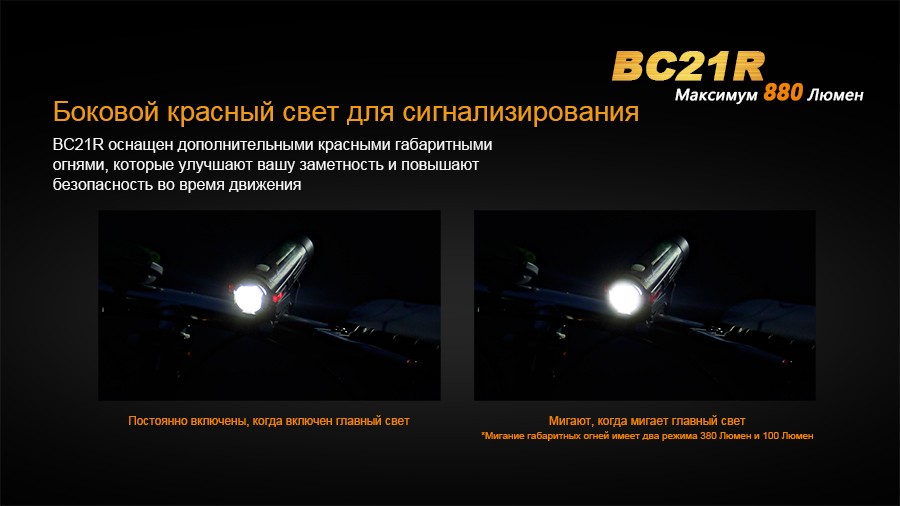 BC21R
Максимум 880 Люмен
Боковой красный свет для сигнализирования
BC21R оснащен дополнительными красными габаритными
огнями, которые улучшают вашу заметность и повышают
безопасность во время движения
Постоянно включены, когда включен главный свет
Мигают, когда мигает главный свет
*Мигание габаритных огней имеет два режима 380 Люмен и 100 Люмен